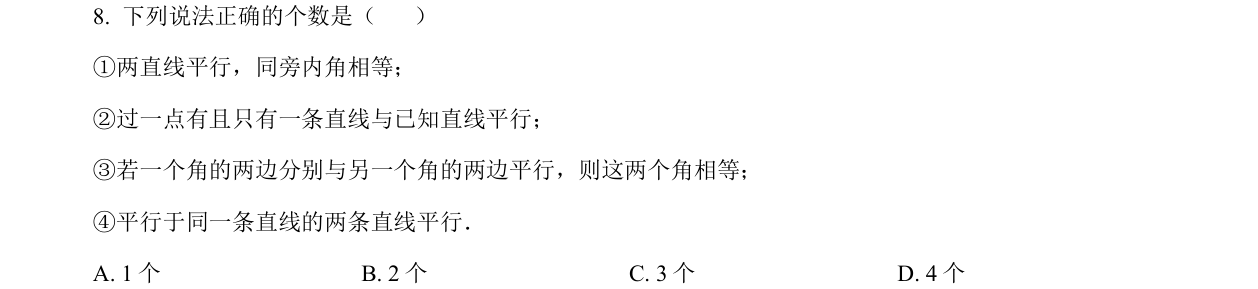 8. 下列说法正确的个数是（ ）
①两直线平行，同旁内角相等；
②过一点有且只有一条直线与已知直线平行；
③若一个角的两边分别与另一个角的两边平行，则这两个角相等；
④平行于同一条直线的两条直线平行．
A. 1 个 B. 2 个 C. 3 个 D. 4 个